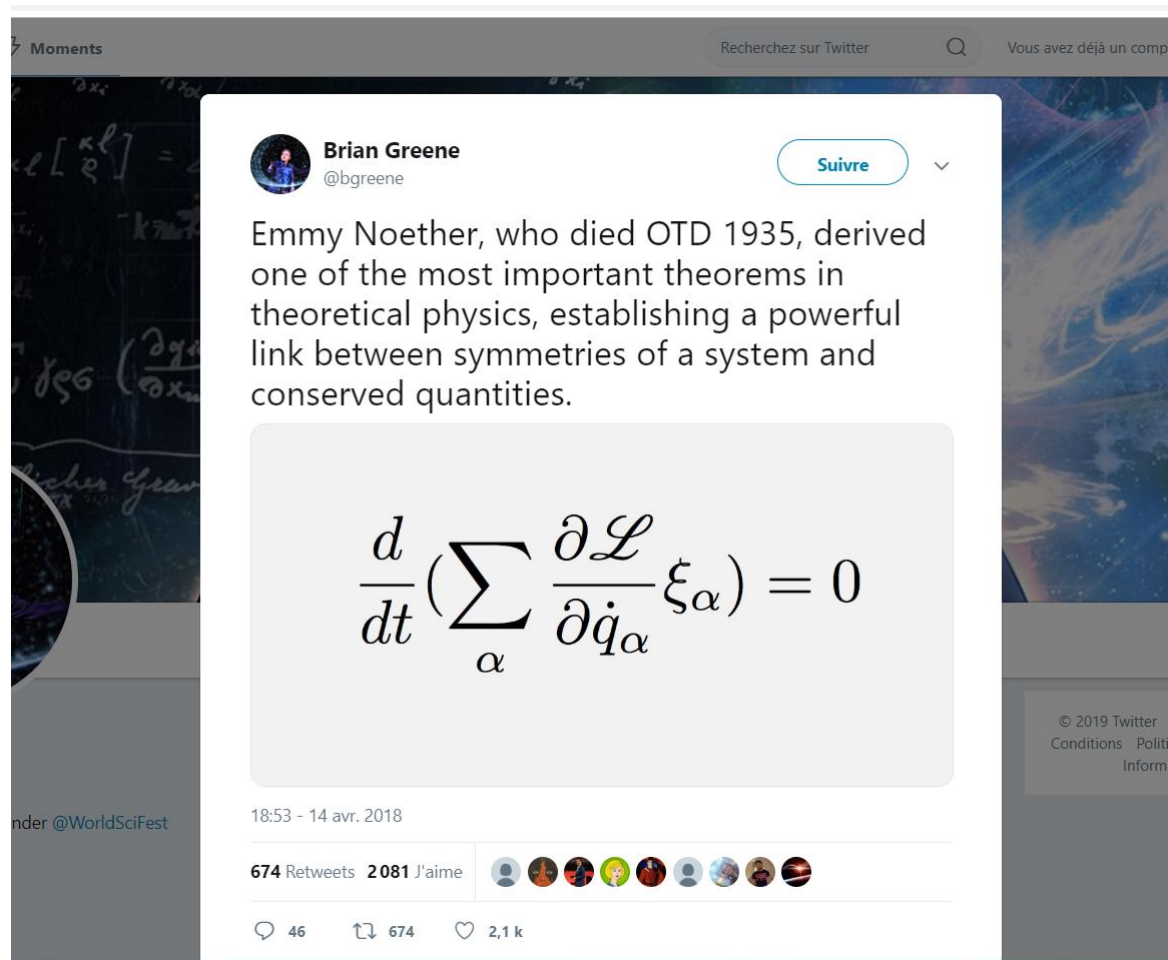 Moments
Recherchez sur Twitter
Vous avez déjà un comp
Brian Greene
@bgreene
Suivre
Emmy Noether, who died OTD 1935, derived
one of the most important theorems in
theoretical physics, establishing a powerful
link between symmetries of a system and
conserved quantities.
d/dt(∑_α ∂ℒ/∂q̇_α ξ_α) = 0
18:53 - 14 avr. 2018
674 Retweets 2 081 J'aime
46 674 2,1 k
nder @WorldSciFest
© 2019 Twitter
Conditions Politi
Inform